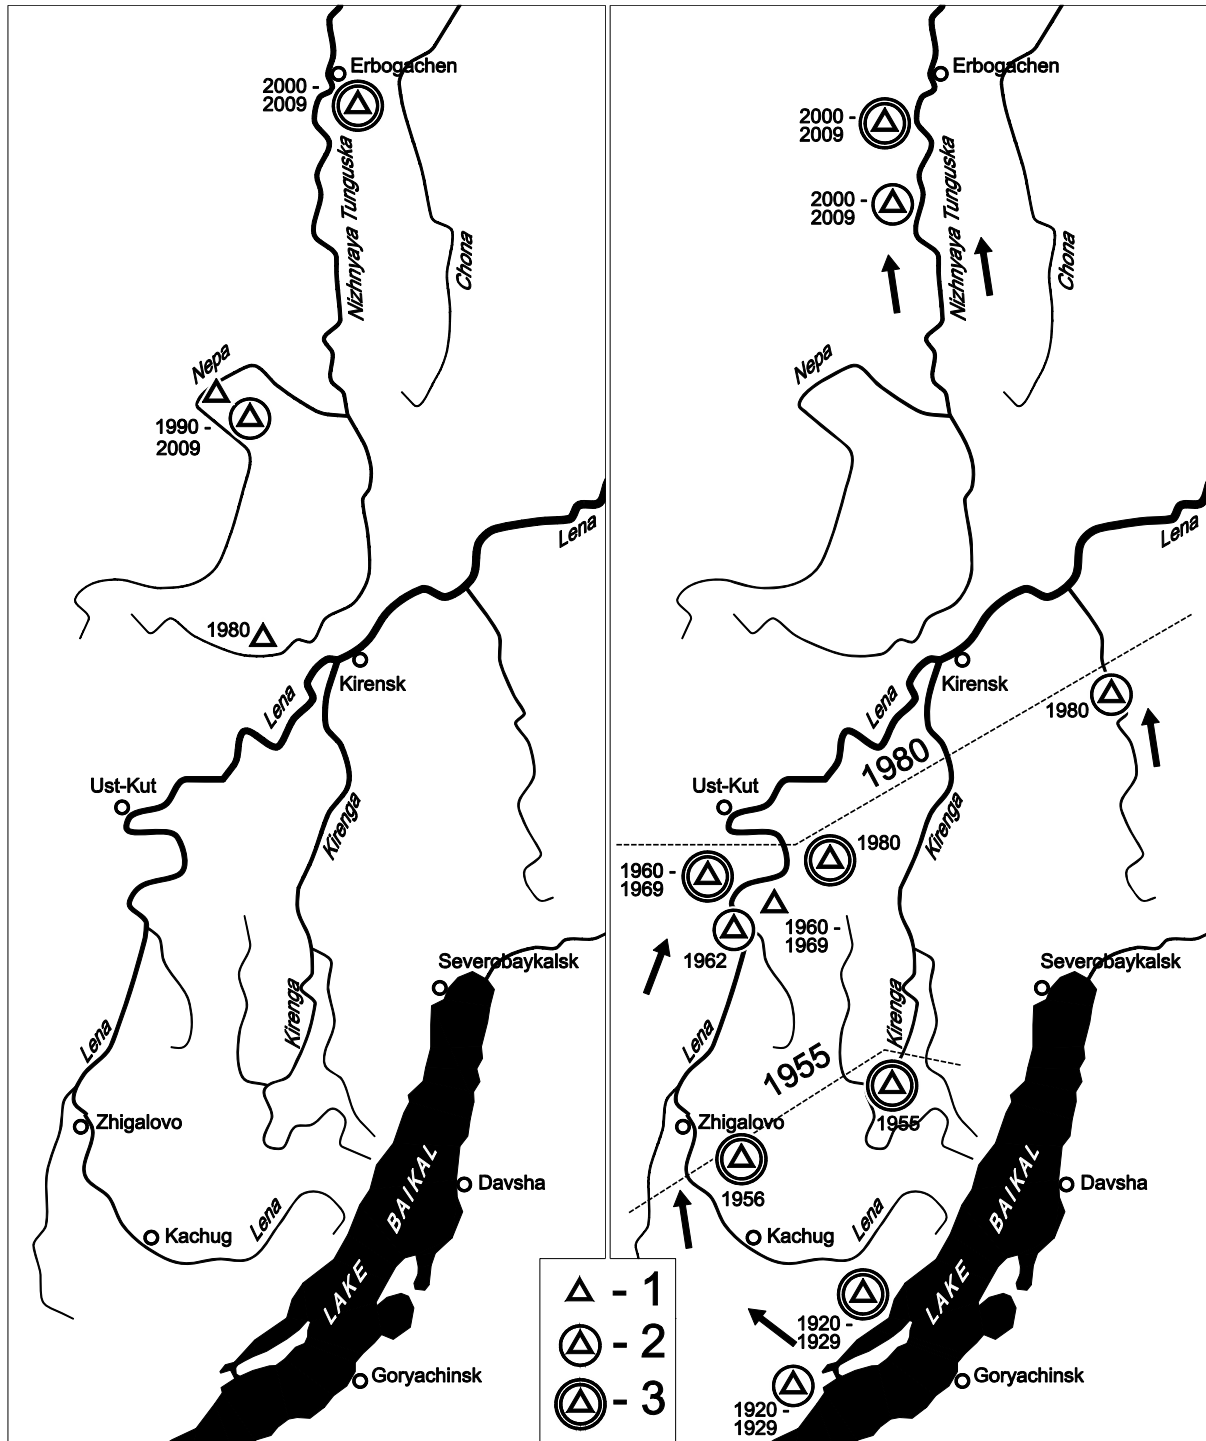 Erbogachen
2000 -
2009
Nizhnyaya Tunguska
Chona
Nepa
1990 -
2009
Lena
1980
Kirensk
Lena
Ust-Kut
Kirenga
Severobaykalsk
Kirenga
Lena
Zhigalovo
BAIKAL
Davsha
Lena
Kachug
LAKE
Goryachinsk
Erbogachen
2000 -
2009
2000 -
2009
Nizhnyaya Tunguska
Chona
Nepa
Lena
Kirensk
Lena
1980
1980
Ust-Kut
Kirenga
1980
1960 -
1969
1960 -
1969
1962
Severobaykalsk
Kirenga
Lena
1955
Zhigalovo
1955
BAIKAL
Davsha
1956
Lena
Kachug
LAKE
1920 -
1929
Goryachinsk
1920 -
1929
- 1
- 2
- 3